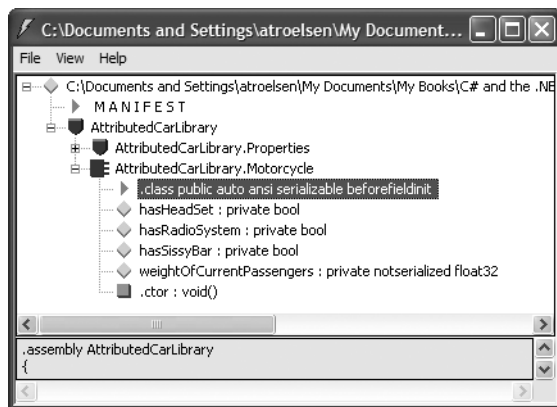 C:\Documents and Settings\atroelsen\My Document...
File View Help
C:\Documents and Settings\atroelsen\My Documents\My Books\C# and the .NE
M A N I F E S T
AttributedCarLibrary
AttributedCarLibrary.Properties
AttributedCarLibrary.Motorcycle
.class public auto ansi serializable beforefieldinit
hasHeadSet : private bool
hasRadioSystem : private bool
hasSissyBar : private bool
weightOfCurrentPassengers : private notserialized float32
.ctor : void()
.assembly AttributedCarLibrary
{